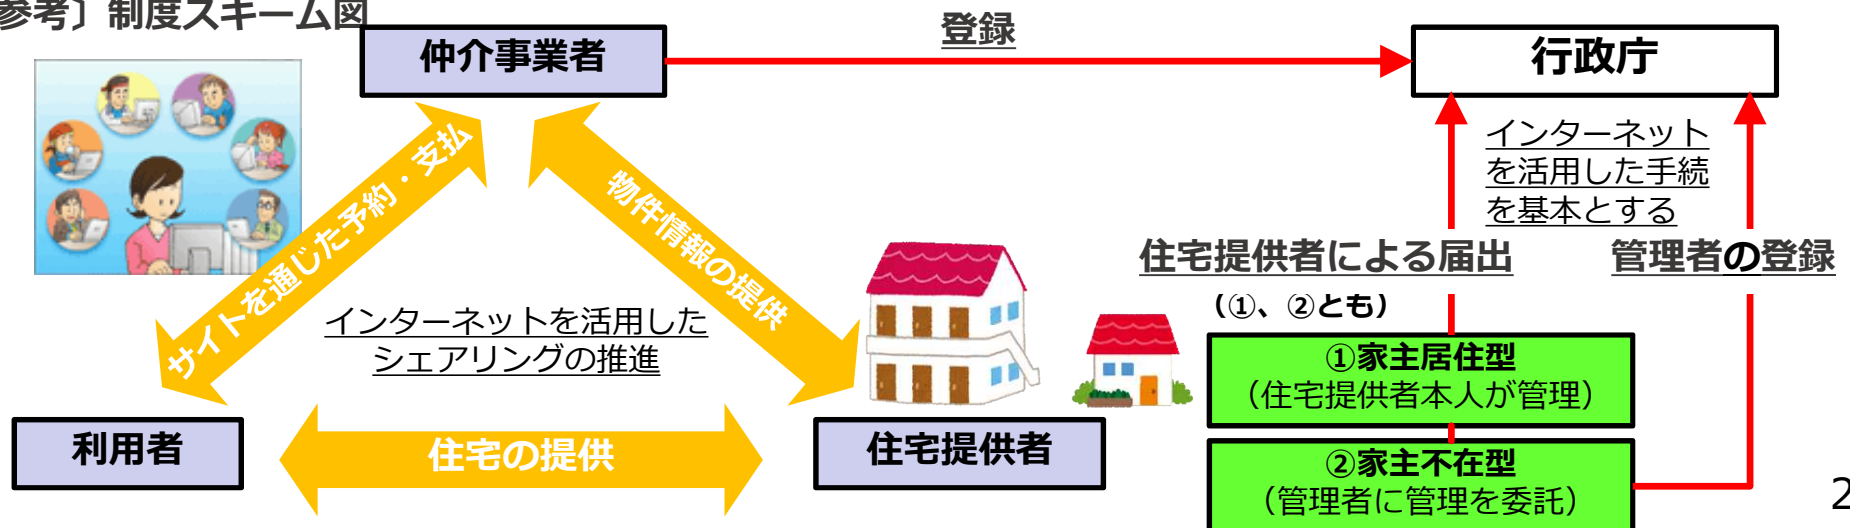 参考〕制度スキーム図
仲介事業者
登録
行政庁
サイトを通じた予約・支払
物件情報の提供
インターネット
を活用した手続
を基本とする
住宅提供者による届出
(①、②とも)
管理者の登録
インターネットを活用した
シェアリングの推進
①家主居住型
(住宅提供者本人が管理)
利用者
住宅の提供
住宅提供者
②家主不在型
(管理者に管理を委託)
2